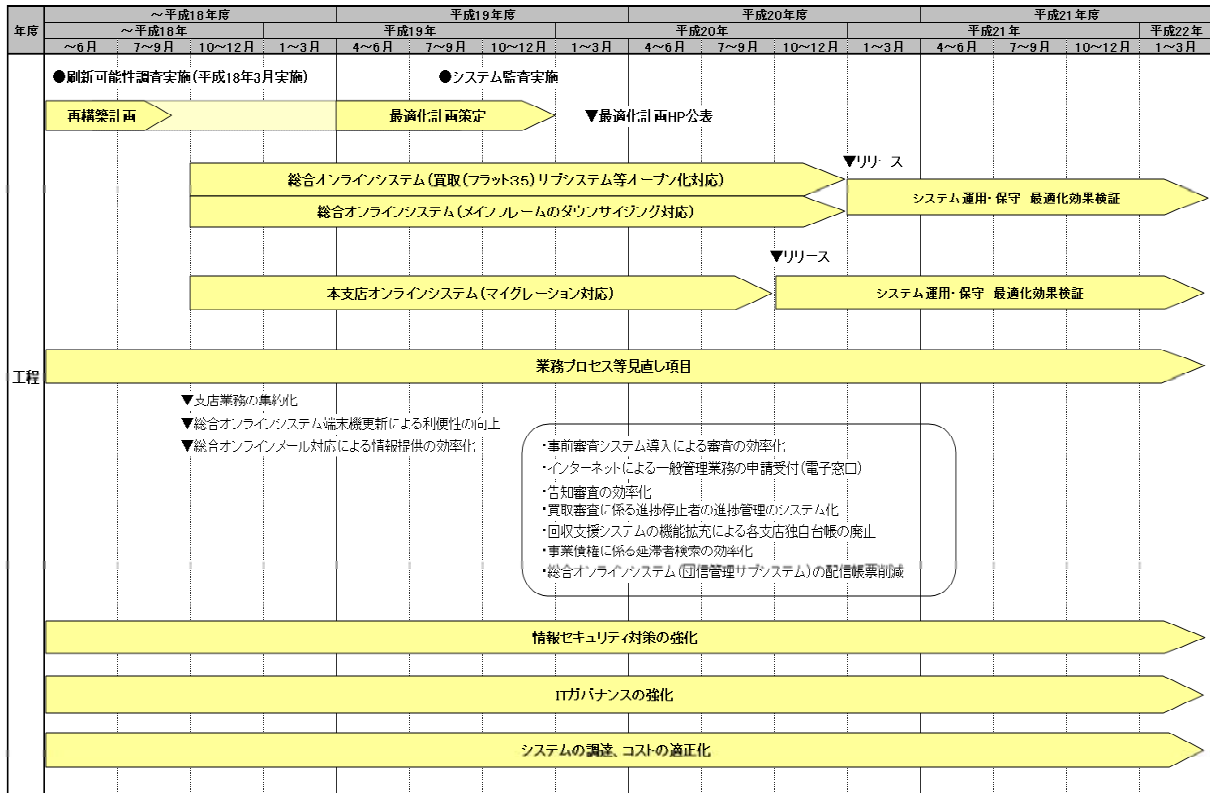 年度
～平成18年度 平成19年度 平成20年度 平成21年度
～平成18年 平成19年 平成20年 平成21年 平成22年
～6月 7～9月 10～12月 1～3月 4～6月 7～9月 10～12月 1～3月 4～6月 7～9月 10～12月 1～3月 4～6月 7～9月 10～12月 1～3月
工程
●刷新可能性調査実施(平成18年3月実施) ●システム監査実施
再構築計画 最適化計画策定 ▼最適化計画HP公表
▼リリース
総合オンラインシステム(買取(フラット35)サブシステム等オープン化対応)
システム運用・保守 最適化効果検証
総合オンラインシステム(メインフレームのダウンサイジング対応)
▼リリース
本支店オンラインシステム(マイグレーション対応) システム運用・保守 最適化効果検証
業務プロセス等見直し項目
▼支店業務の集約化
▼総合オンラインシステム端末機更新による利便性の向上
▼総合オンラインメール対応による情報提供の効率化
・事前審査システム導入による審査の効率化
・インターネットによる一般管理業務の申請受付(電子窓口)
・告知審査の効率化
・買取審査に係る進捗停止者の進捗管理のシステム化
・回収支援システムの機能拡充による各支店独自台帳の廃止
・事業債権に係る延滞者検索の効率化
・総合オンラインシステム(団信管理サブシステム)の配信帳票削減
情報セキュリティ対策の強化
ITガバナンスの強化
システムの調達、コストの適正化